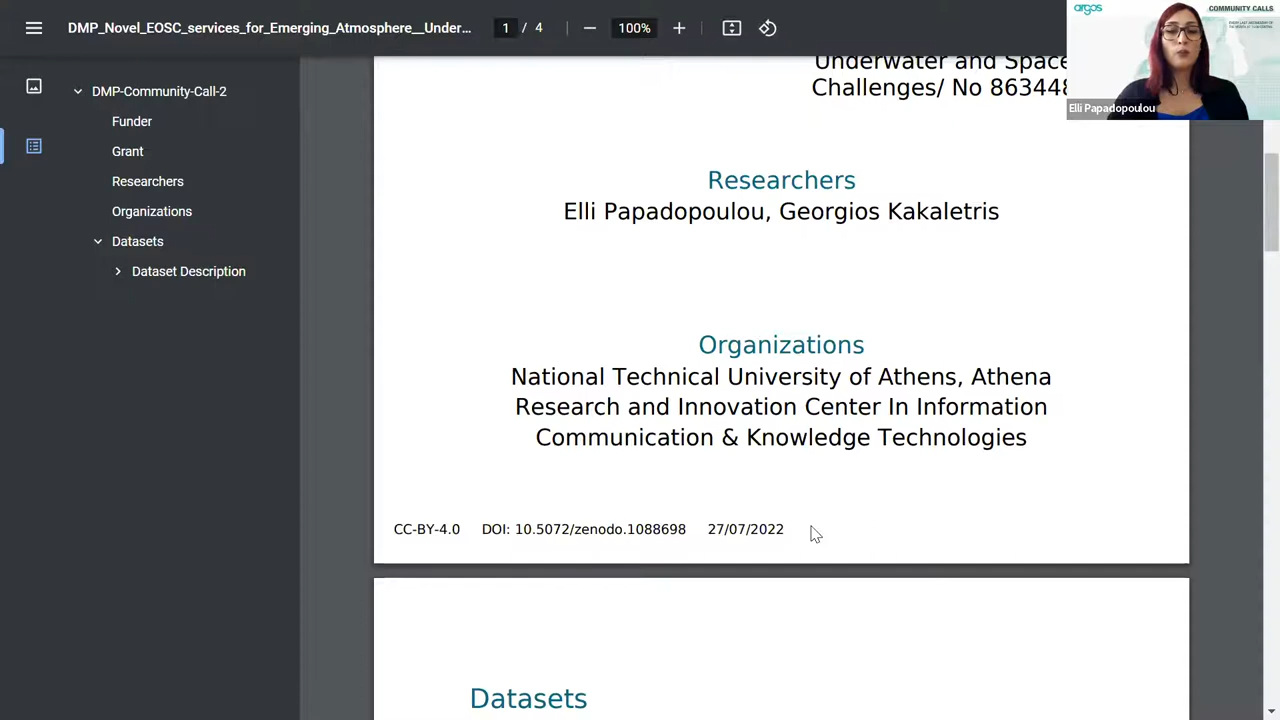 DMP_Novel_EOSC_services_for_Emerging_Atmosphere__Under...
1 / 4
100%
argos
COMMUNITY CALLS
Elli Papadopoulou
DMP-Community-Call-2
Funder
Grant
Researchers
Organizations
Datasets
Dataset Description
Underwater and Space
Challenges/ No 863448
Researchers
Elli Papadopoulou, Georgios Kakaletris
Organizations
National Technical University of Athens, Athena
Research and Innovation Center In Information
Communication & Knowledge Technologies
CC-BY-4.0 DOI: 10.5072/zenodo.1088698 27/07/2022
Datasets